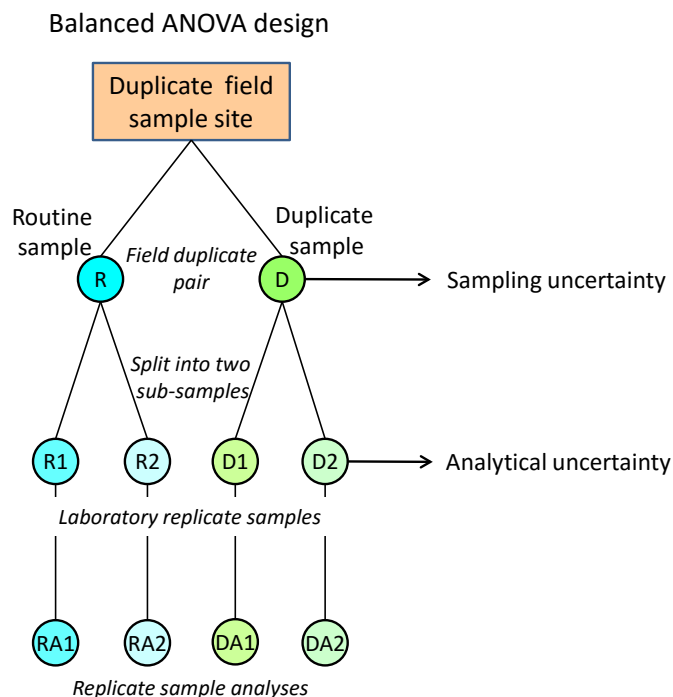 Balanced ANOVA design
Duplicate field
sample site
Routine
sample
Duplicate
sample
Field duplicate
pair
R
D
Sampling uncertainty
Split into two
sub-samples
R1
R2
D1
D2
Analytical uncertainty
Laboratory replicate samples
RA1
RA2
DA1
DA2
Replicate sample analyses